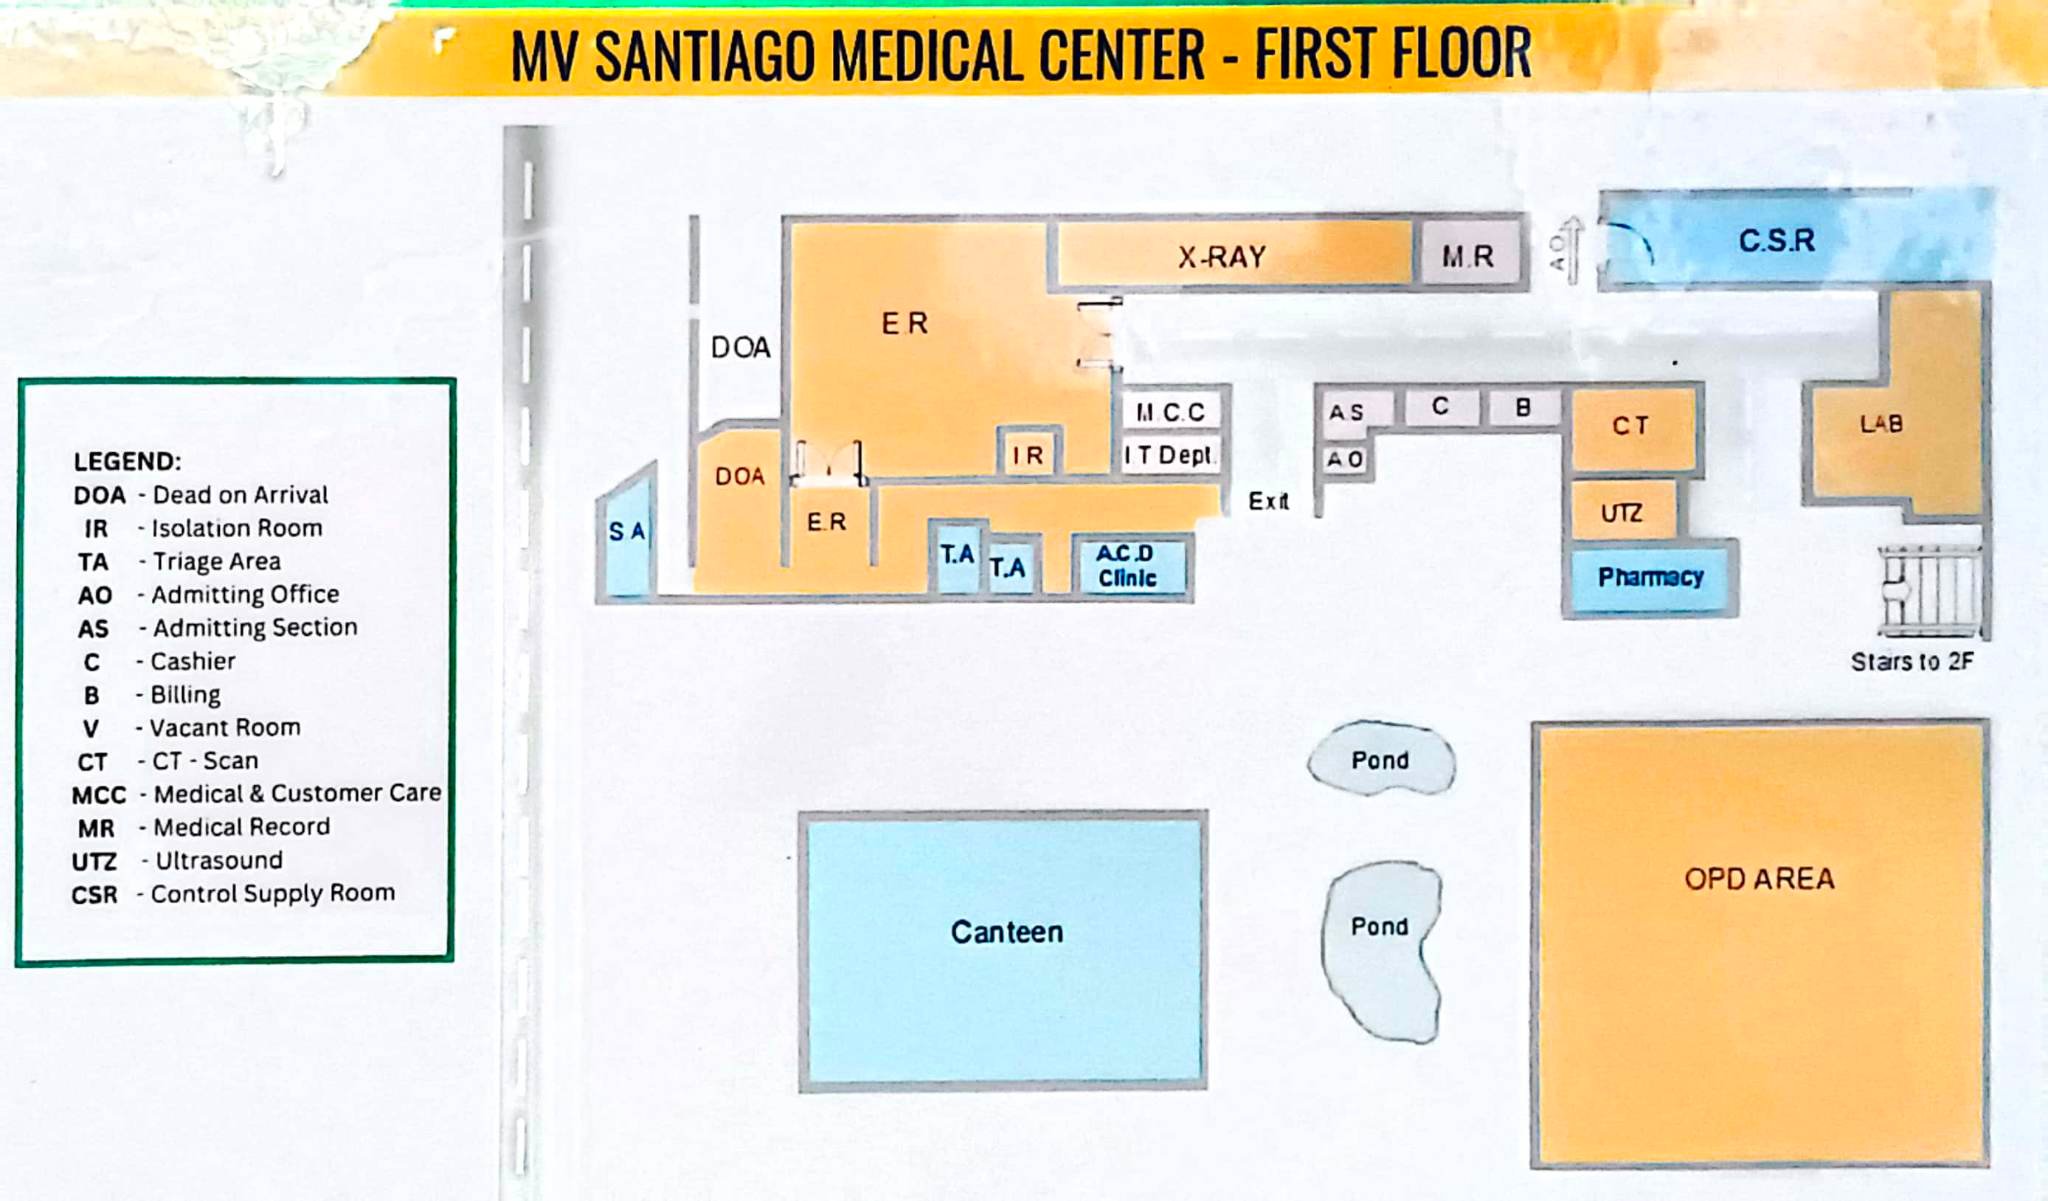 MV SANTIAGO MEDICAL CENTER - FIRST FLOOR
LEGEND:
DOA - Dead on Arrival
IR - Isolation Room
TA - Triage Area
AO - Admitting Office
AS - Admitting Section
C - Cashier
B - Billing
V - Vacant Room
CT - CT - Scan
MCC - Medical & Customer Care
MR - Medical Record
UTZ - Ultrasound
CSR - Control Supply Room
X-RAY
M.R
AO
C.S.R
E.R
DOA
M.C.C
A S
C
B
C T
LAB
I R
I T Dept.
A O
DOA
Exit
UTZ
S A
E.R
T.A
T.A
A.C.D
Clinic
Pharmacy
Stairs to 2F
Pond
OPD AREA
Canteen
Pond